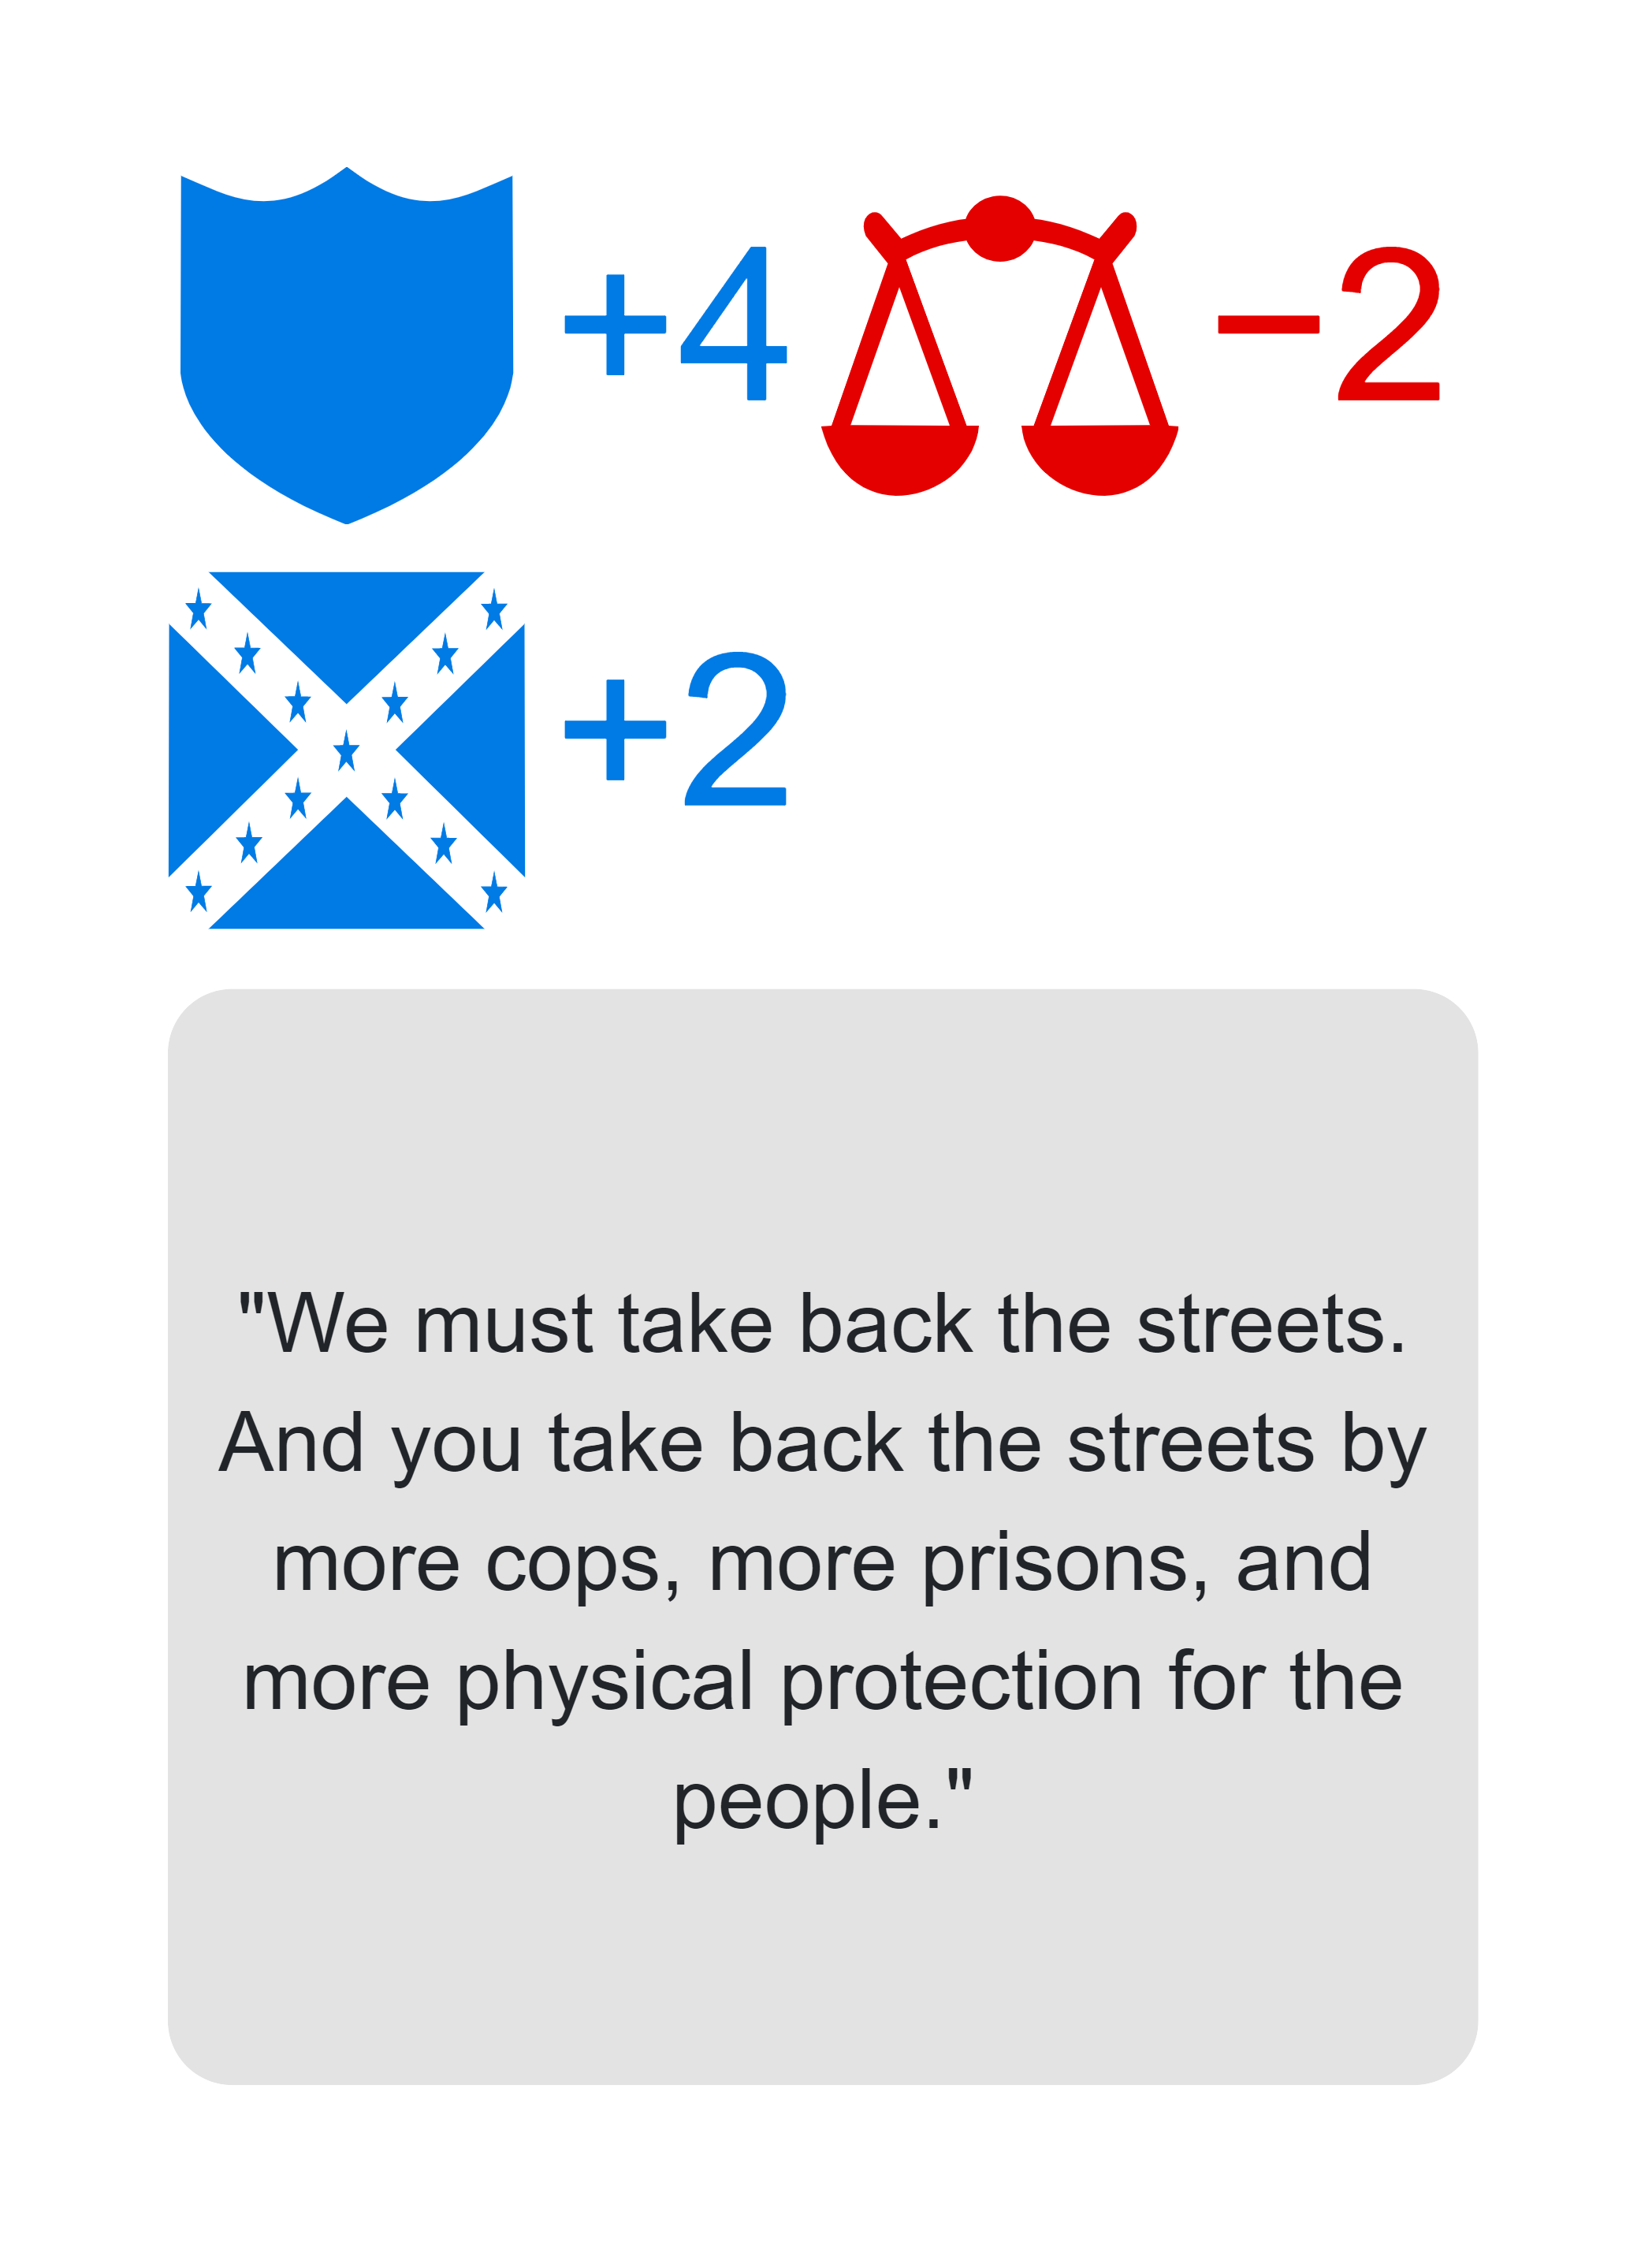 +4 −2
+2
"We must take back the streets.
And you take back the streets by
more cops, more prisons, and
more physical protection for the
people."